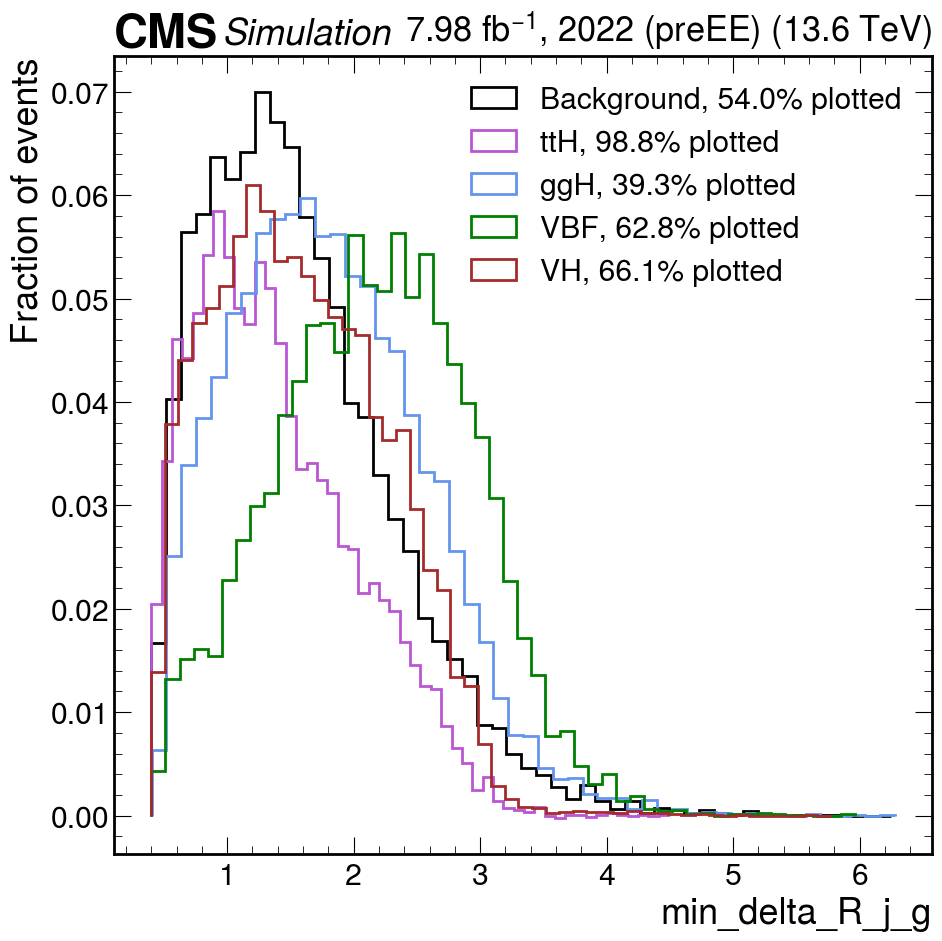 CMS Simulation 7.98 fb⁻¹, 2022 (preEE) (13.6 TeV)
Fraction of events
0.07
0.06
0.05
0.04
0.03
0.02
0.01
0.00
Background, 54.0% plotted
ttH, 98.8% plotted
ggH, 39.3% plotted
VBF, 62.8% plotted
VH, 66.1% plotted
1 2 3 4 5 6
min_delta_R_j_g